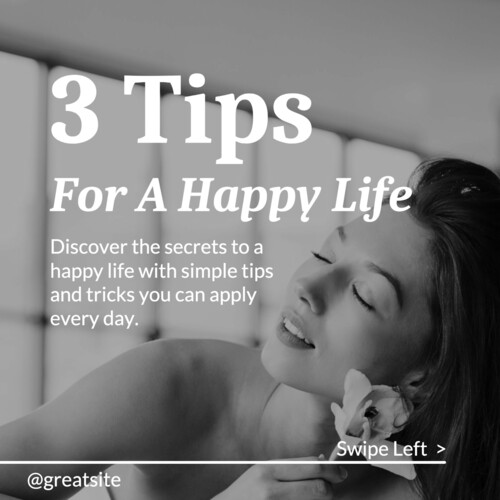 3 Tips
For A Happy Life
Discover the secrets to a
happy life with simple tips
and tricks you can apply
every day.
Swipe Left >
@greatsite